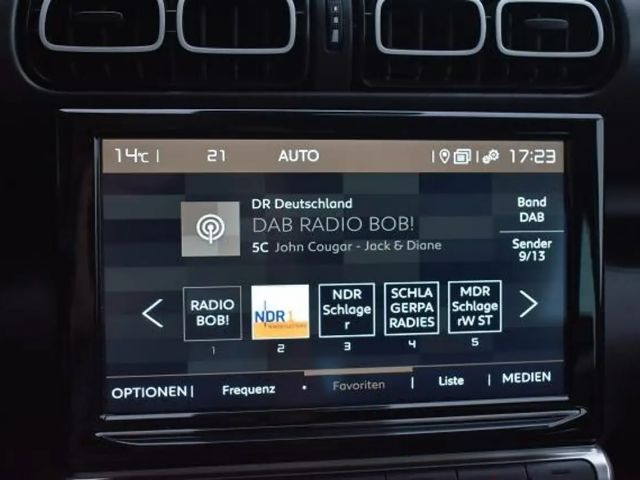 14°C
21
AUTO
17:23
DR Deutschland
DAB RADIO BOB!
5C John Cougar - Jack & Diane
Band
DAB
Sender
9/13
RADIO
BOB!
1
NDR 1
2
NDR
Schlage
r
3
SCHLA
GERPA
RADIES
4
MDR
Schlage
rW ST
5
OPTIONEN
Frequenz
Favoriten
Liste
MEDIEN